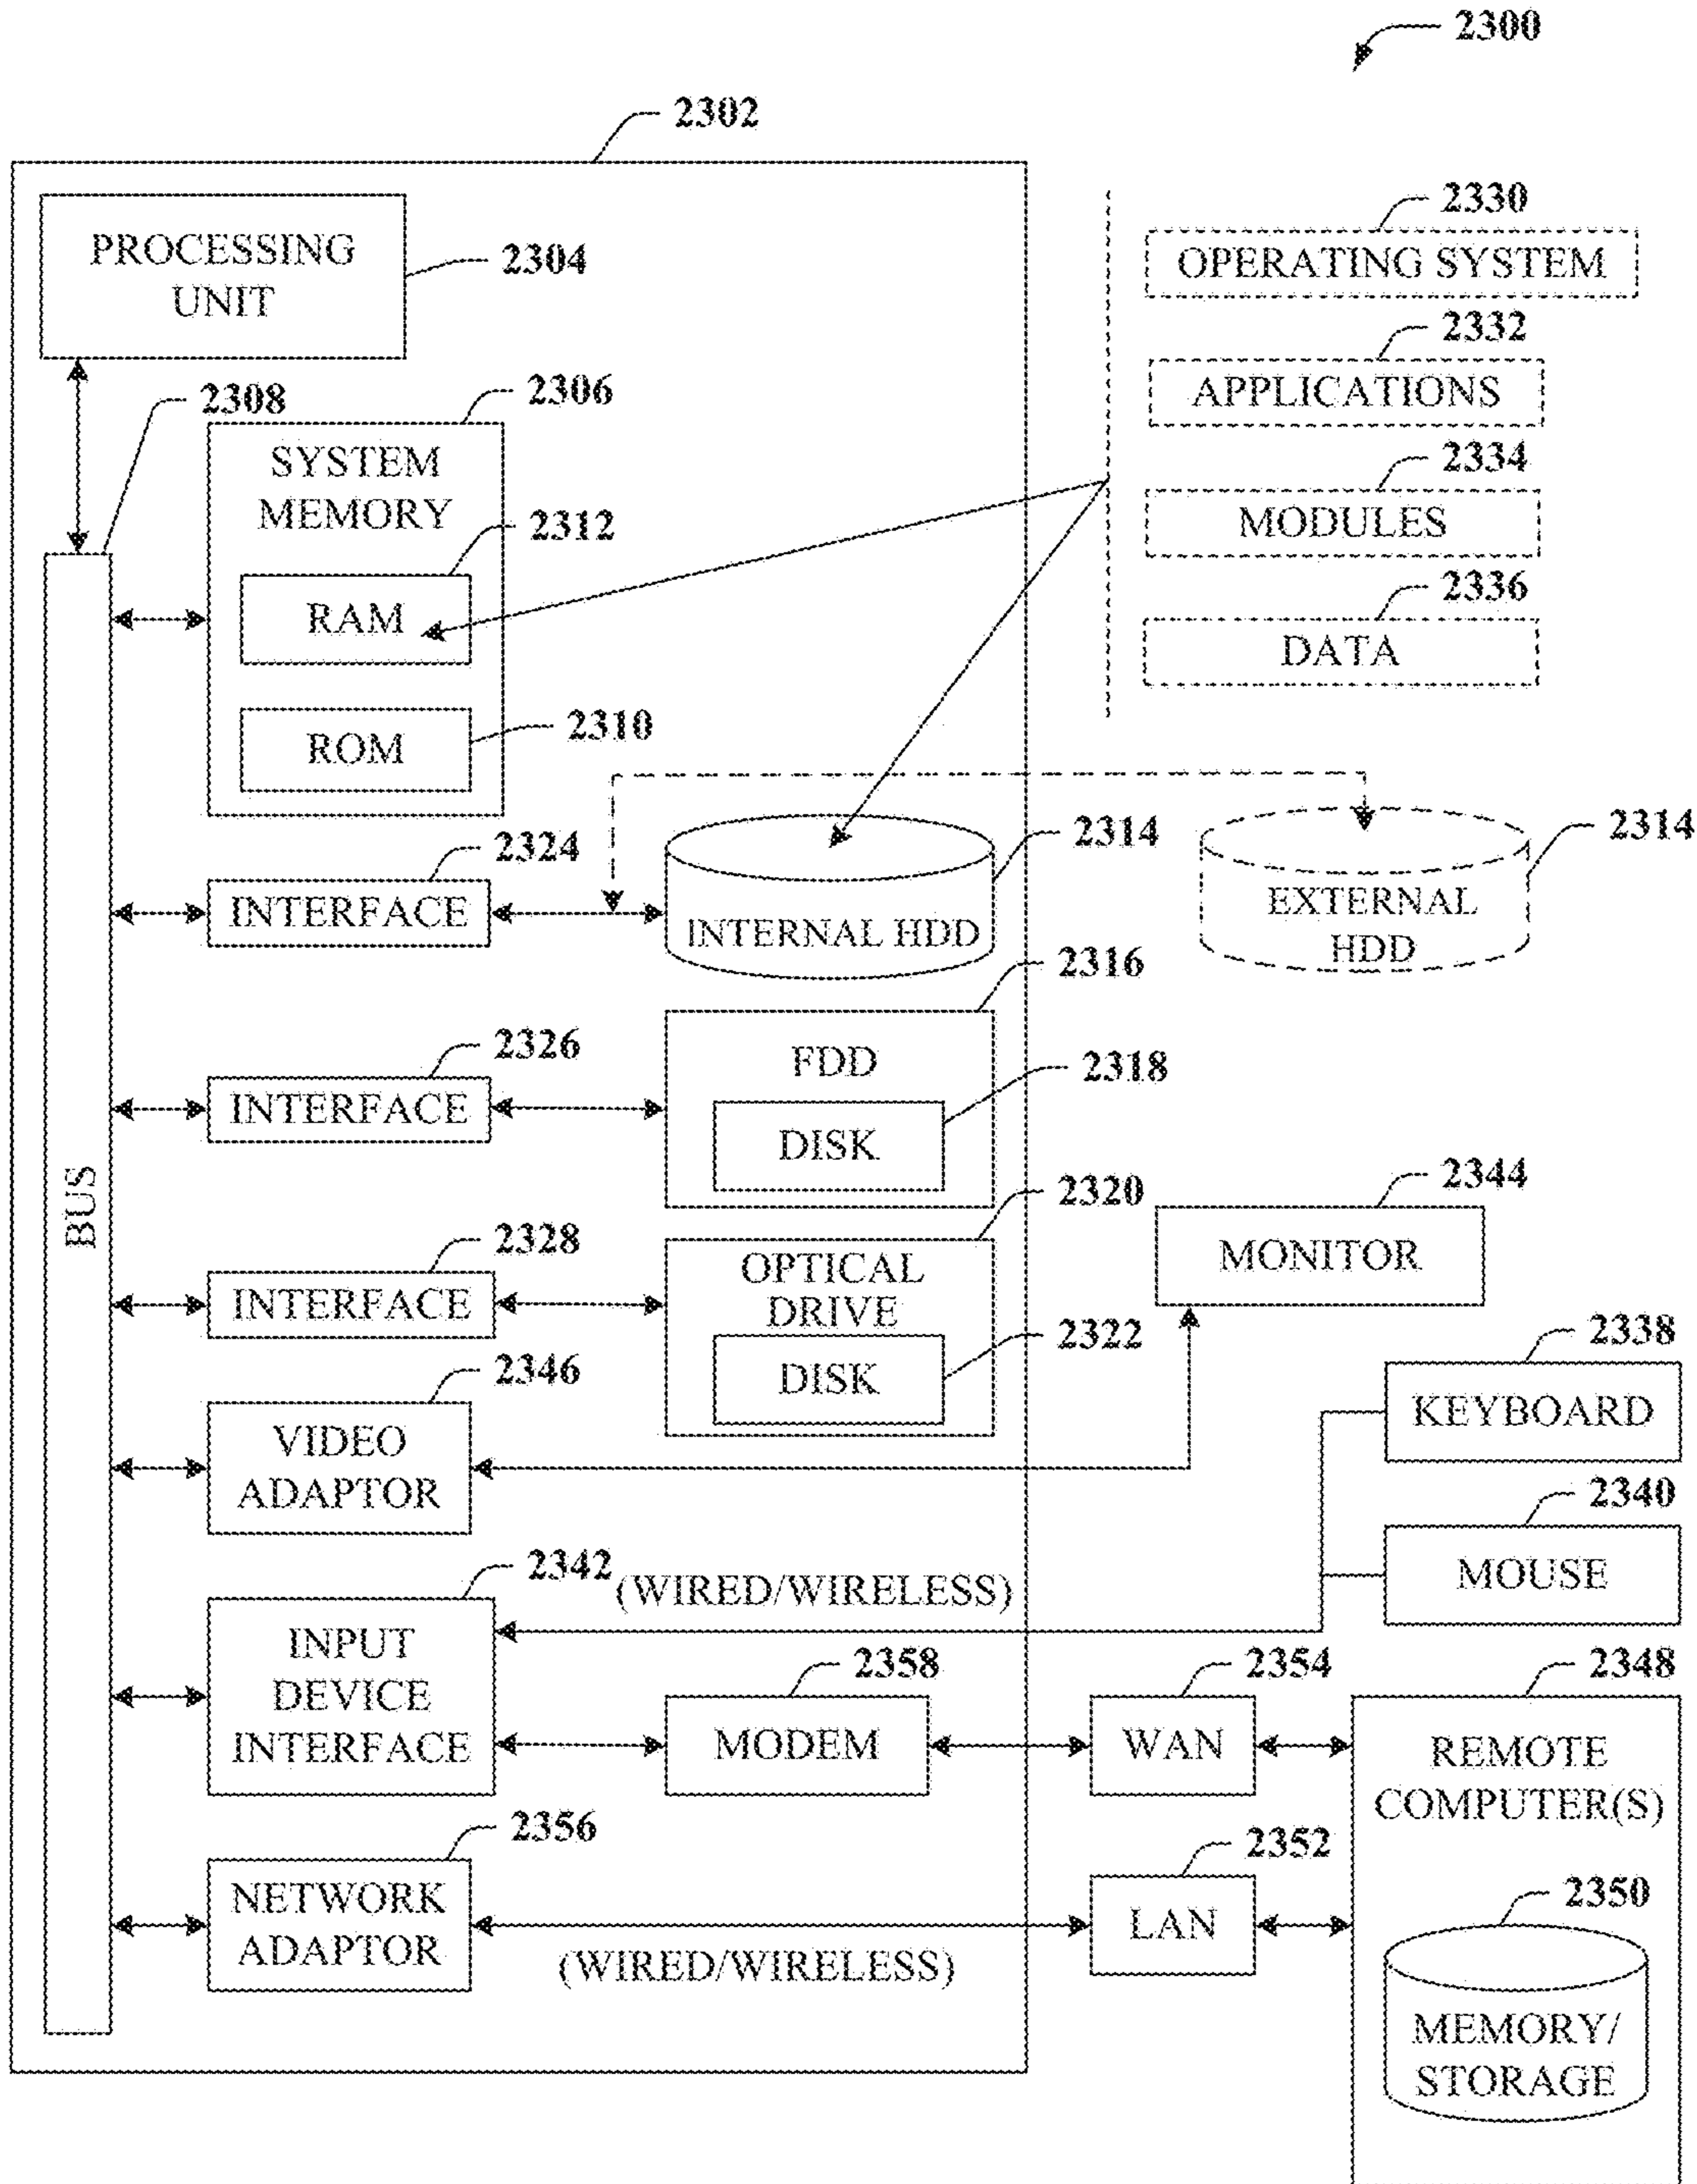 2300
2302
PROCESSING
UNIT
2304
2330
OPERATING SYSTEM
2332
APPLICATIONS
2334
MODULES
2336
DATA
2308
2306
SYSTEM
MEMORY
2312
RAM
2310
ROM
2324
INTERFACE
2314
INTERNAL HDD
2314
EXTERNAL
HDD
2326
INTERFACE
2316
FDD
2318
DISK
BUS
2328
INTERFACE
2320
OPTICAL
DRIVE
2322
DISK
2344
MONITOR
2346
VIDEO
ADAPTOR
2338
KEYBOARD
2340
MOUSE
2342
(WIRED/WIRELESS)
INPUT
DEVICE
INTERFACE
2358
MODEM
2354
WAN
2348
REMOTE
COMPUTER(S)
2356
NETWORK
ADAPTOR
(WIRED/WIRELESS)
2352
LAN
2350
MEMORY/
STORAGE